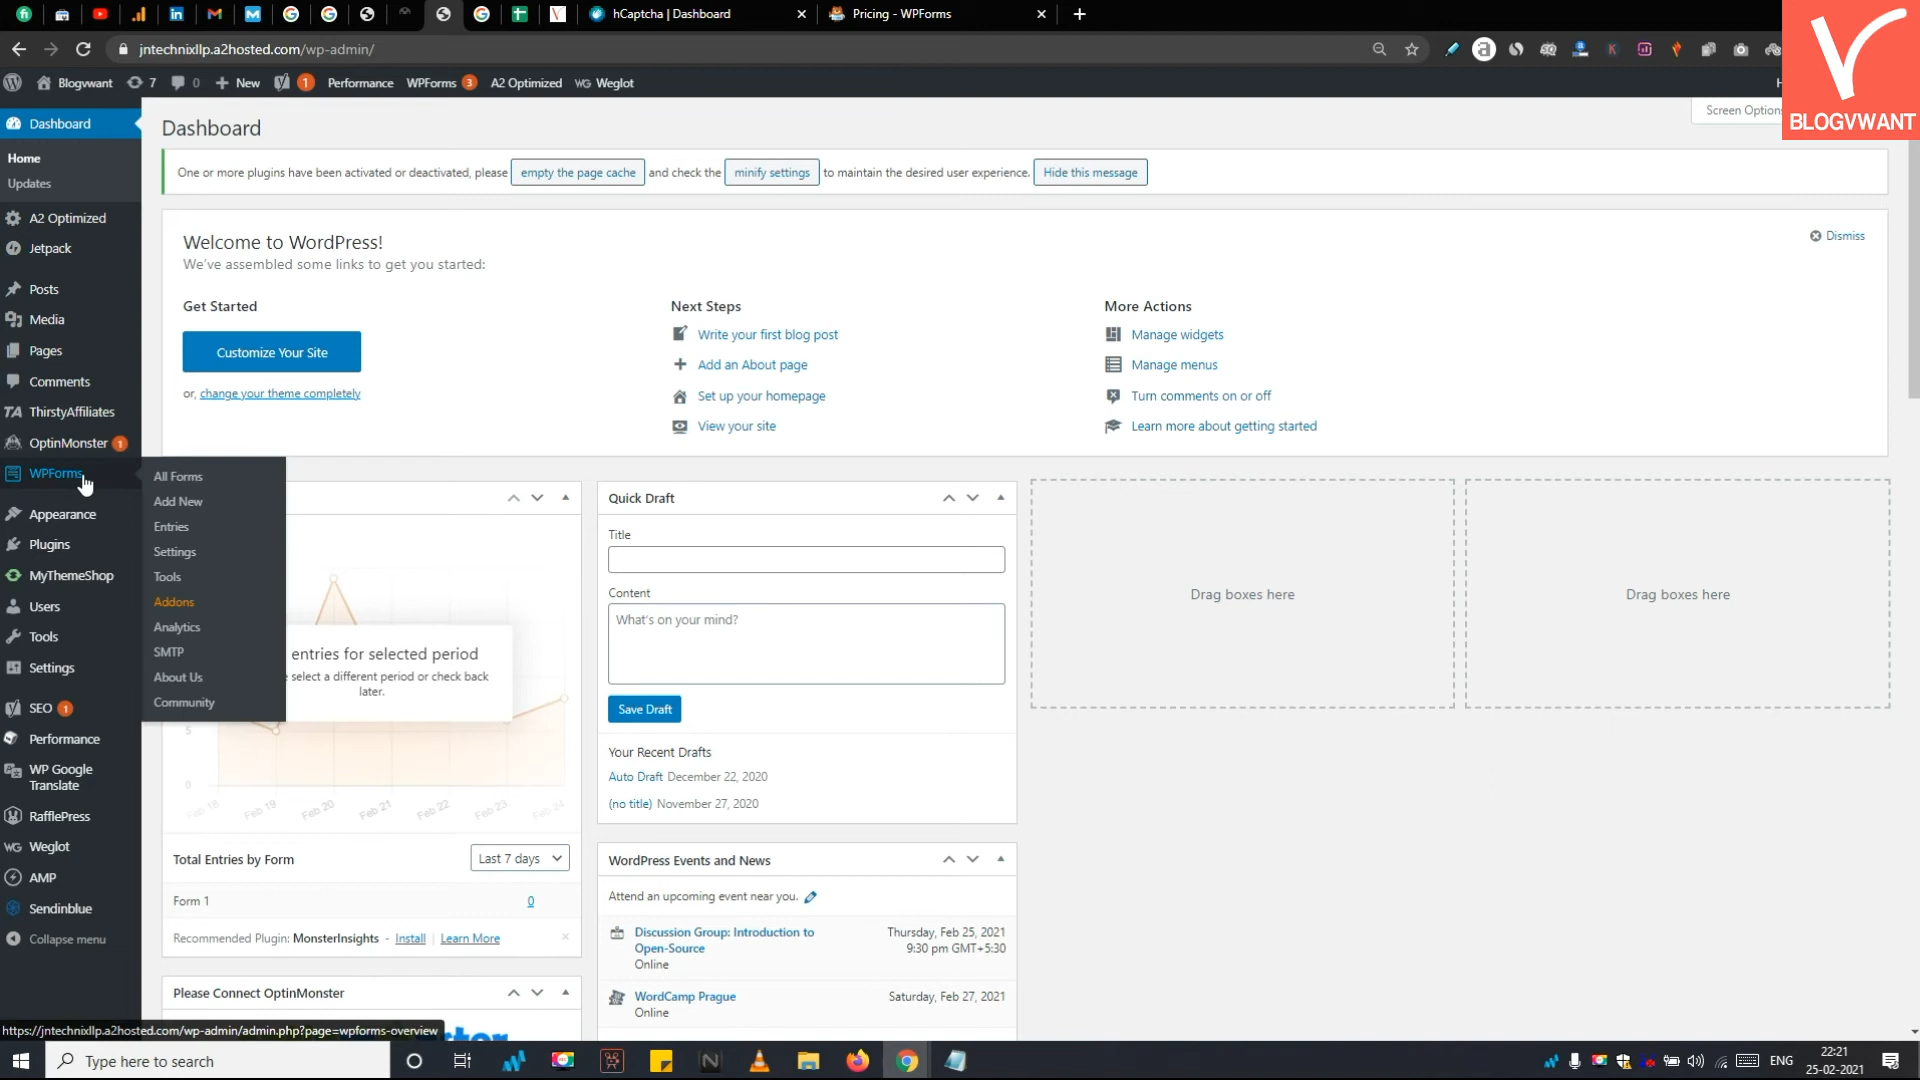 hCaptcha | Dashboard
Pricing - WPForms
jntechnixllp.a2hosted.com/wp-admin/
BLOGVWANT
Blogvwant
7
0
New
1
Performance
WPForms 3
A2 Optimized
Weglot
Screen Options
Dashboard
Home
Updates
A2 Optimized
Jetpack
Posts
Media
Pages
Comments
ThirstyAffiliates
OptinMonster 1
WPForms
Appearance
Plugins
MyThemeShop
Users
Tools
Settings
SEO 1
Performance
WP Google
Translate
RafflePress
Weglot
AMP
Sendinblue
Collapse menu
All Forms
Add New
Entries
Settings
Tools
Addons
Analytics
SMTP
About Us
Community
Dashboard
One or more plugins have been activated or deactivated, please empty the page cache and check the minify settings to maintain the desired user experience. Hide this message
Welcome to WordPress!
We've assembled some links to get you started:
Dismiss
Get Started
Customize Your Site
or, change your theme completely
Next Steps
Write your first blog post
Add an About page
Set up your homepage
View your site
More Actions
Manage widgets
Manage menus
Turn comments on or off
Learn more about getting started
entries for selected period
select a different period or check back
later.
5
0
Feb 18 Feb 19 Feb 20 Feb 21 Feb 22 Feb 23 Feb 24
Total Entries by Form
Last 7 days
Form 1
0
Recommended Plugin: MonsterInsights - Install | Learn More
Please Connect OptinMonster
Quick Draft
Title
Content
What's on your mind?
Save Draft
Your Recent Drafts
Auto Draft December 22, 2020
(no title) November 27, 2020
WordPress Events and News
Attend an upcoming event near you.
Discussion Group: Introduction to
Open-Source
Online
Thursday, Feb 25, 2021
9:30 pm GMT+5:30
WordCamp Prague
Online
Saturday, Feb 27, 2021
Drag boxes here
Drag boxes here
https://jntechnixllp.a2hosted.com/wp-admin/admin.php?page=wpforms-overview
Type here to search
ENG
22:21
25-02-2021